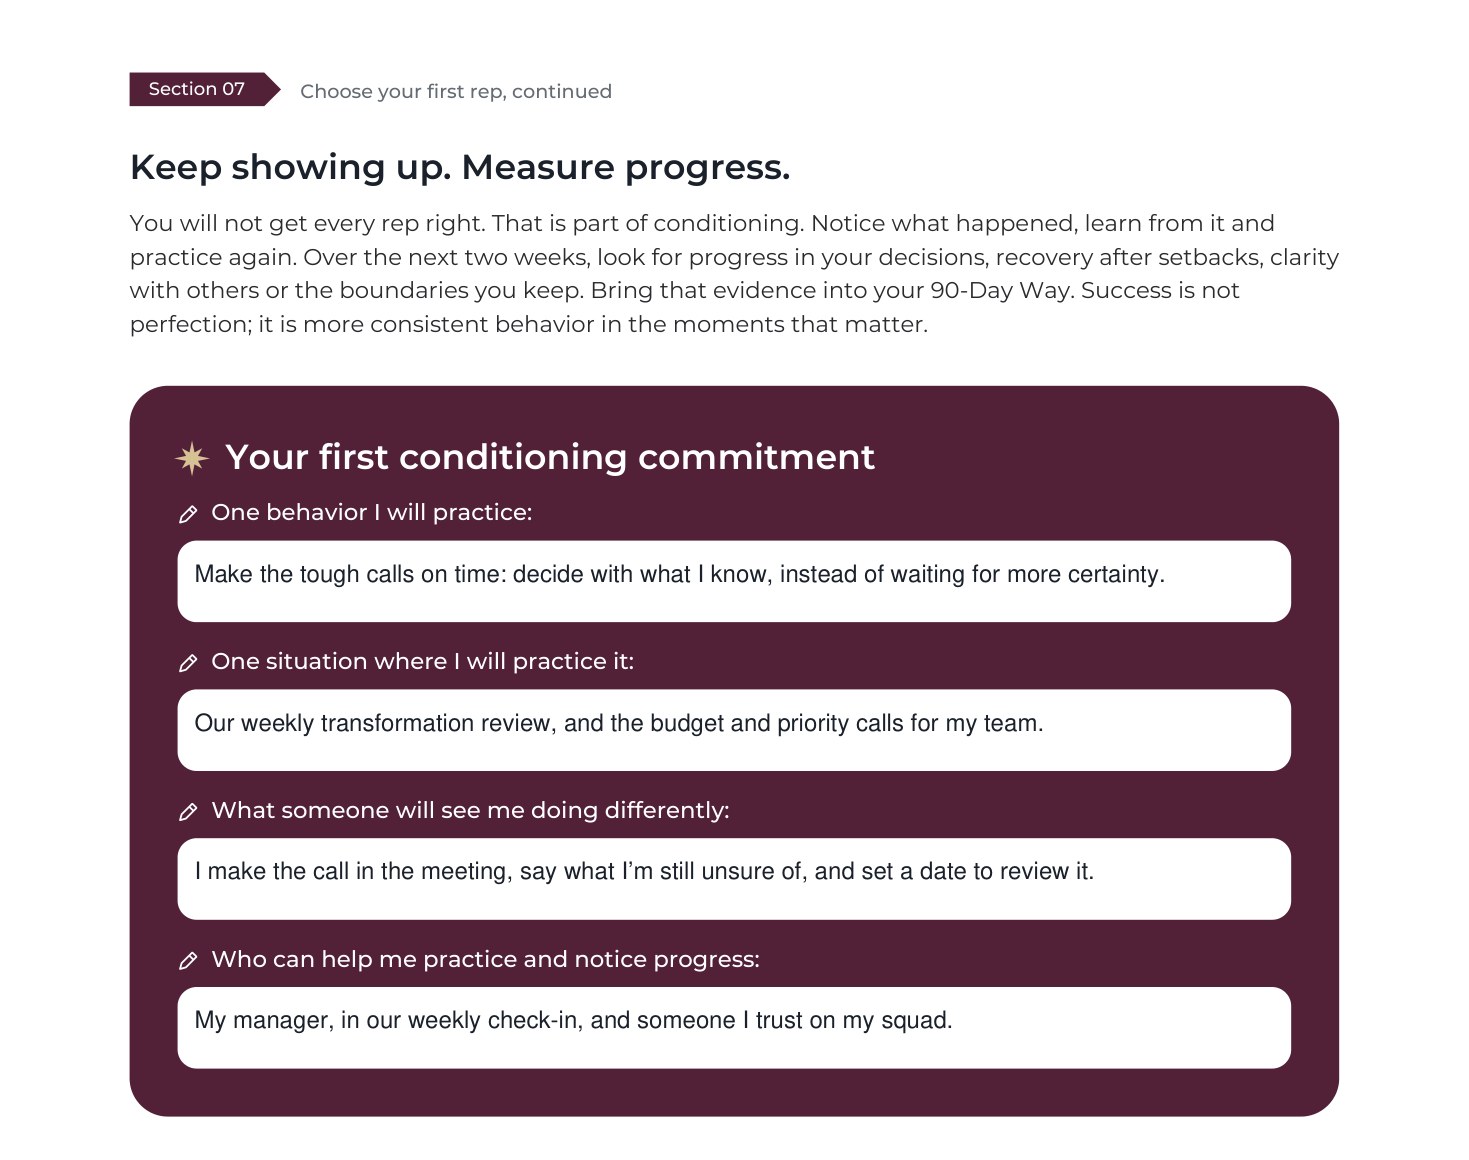 Section 07
Choose your first rep, continued
Keep showing up. Measure progress.
You will not get every rep right. That is part of conditioning. Notice what happened, learn from it and
practice again. Over the next two weeks, look for progress in your decisions, recovery after setbacks, clarity
with others or the boundaries you keep. Bring that evidence into your 90-Day Way. Success is not
perfection; it is more consistent behavior in the moments that matter.
Your first conditioning commitment
One behavior I will practice:
Make the tough calls on time: decide with what I know, instead of waiting for more certainty.
One situation where I will practice it:
Our weekly transformation review, and the budget and priority calls for my team.
What someone will see me doing differently:
I make the call in the meeting, say what I’m still unsure of, and set a date to review it.
Who can help me practice and notice progress:
My manager, in our weekly check-in, and someone I trust on my squad.